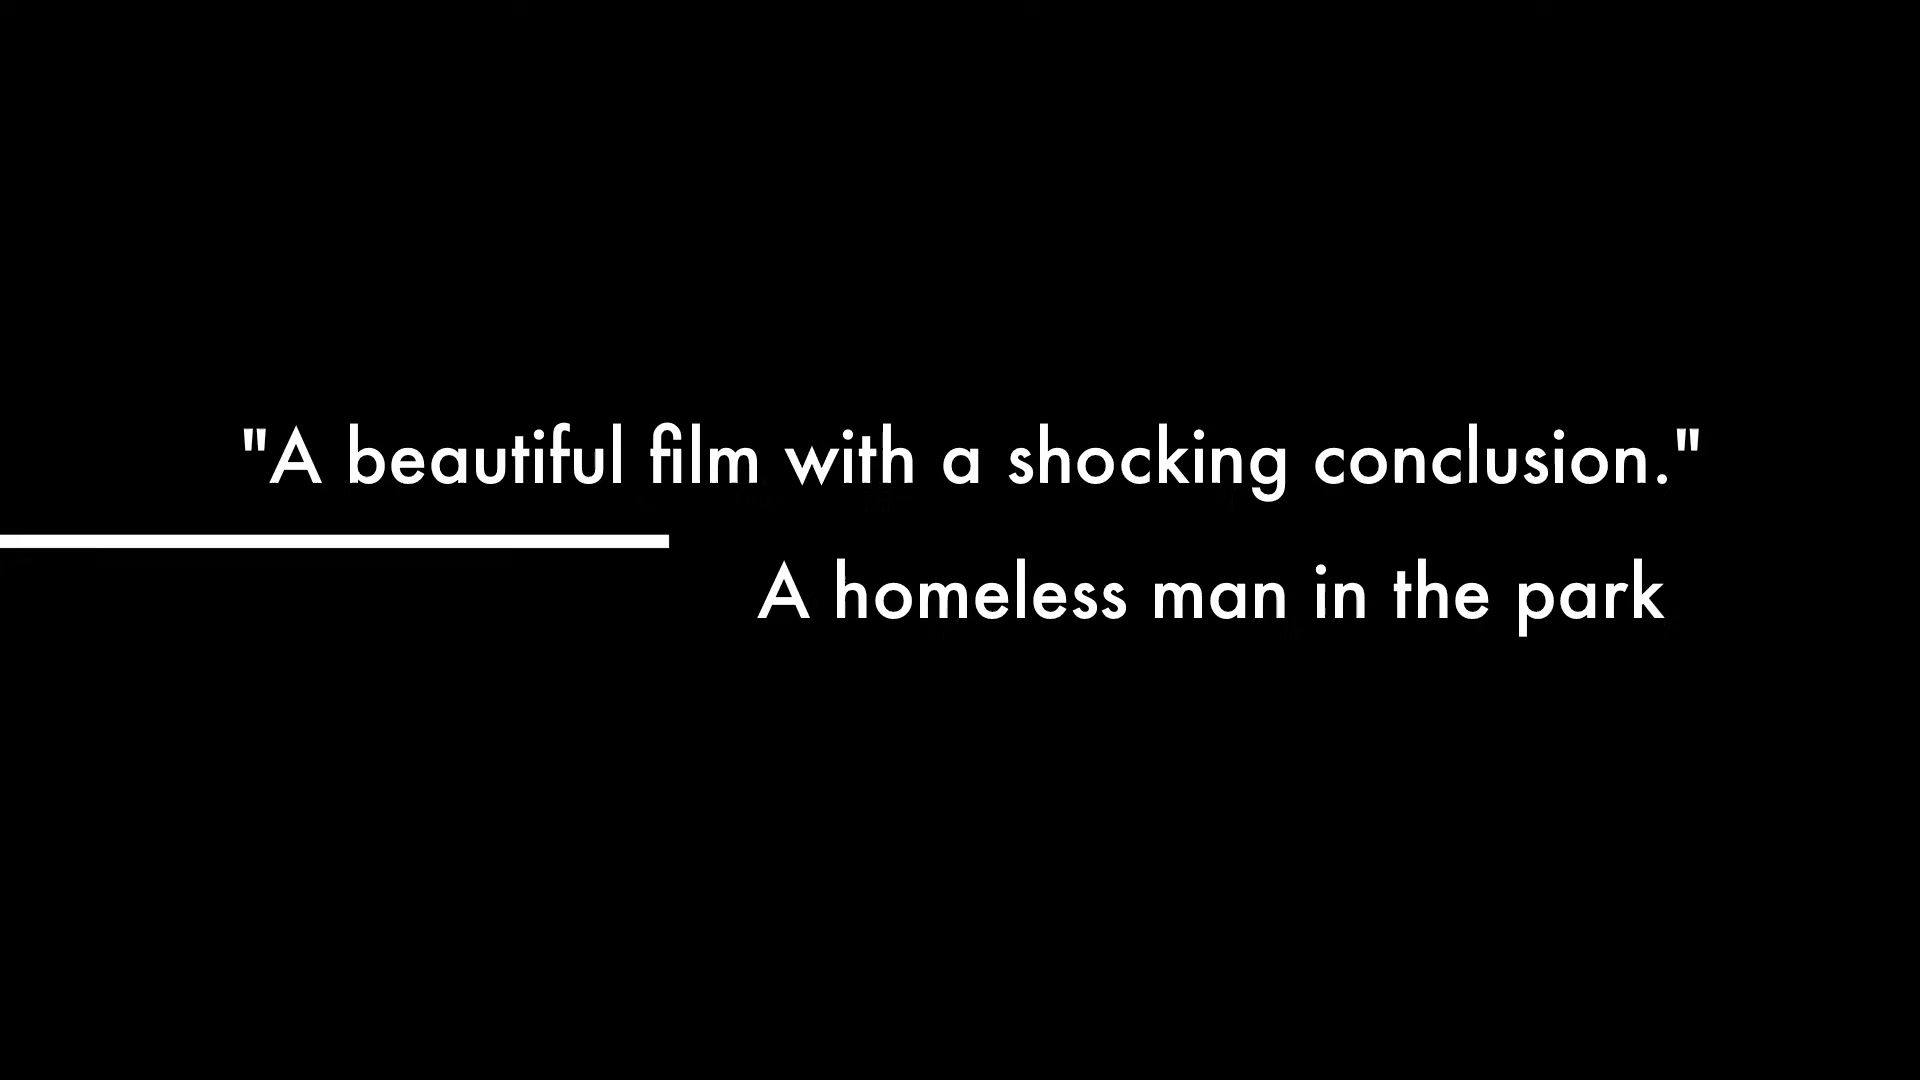 "A beautiful film with a shocking conclusion."
A homeless man in the park